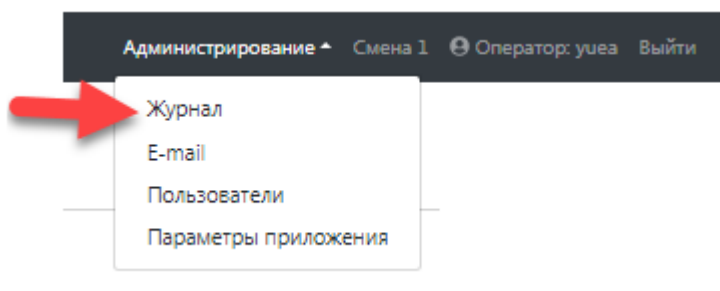 Администрирование Смена 1 Оператор: yuea Выйти
Журнал
E-mail
Пользователи
Параметры приложения